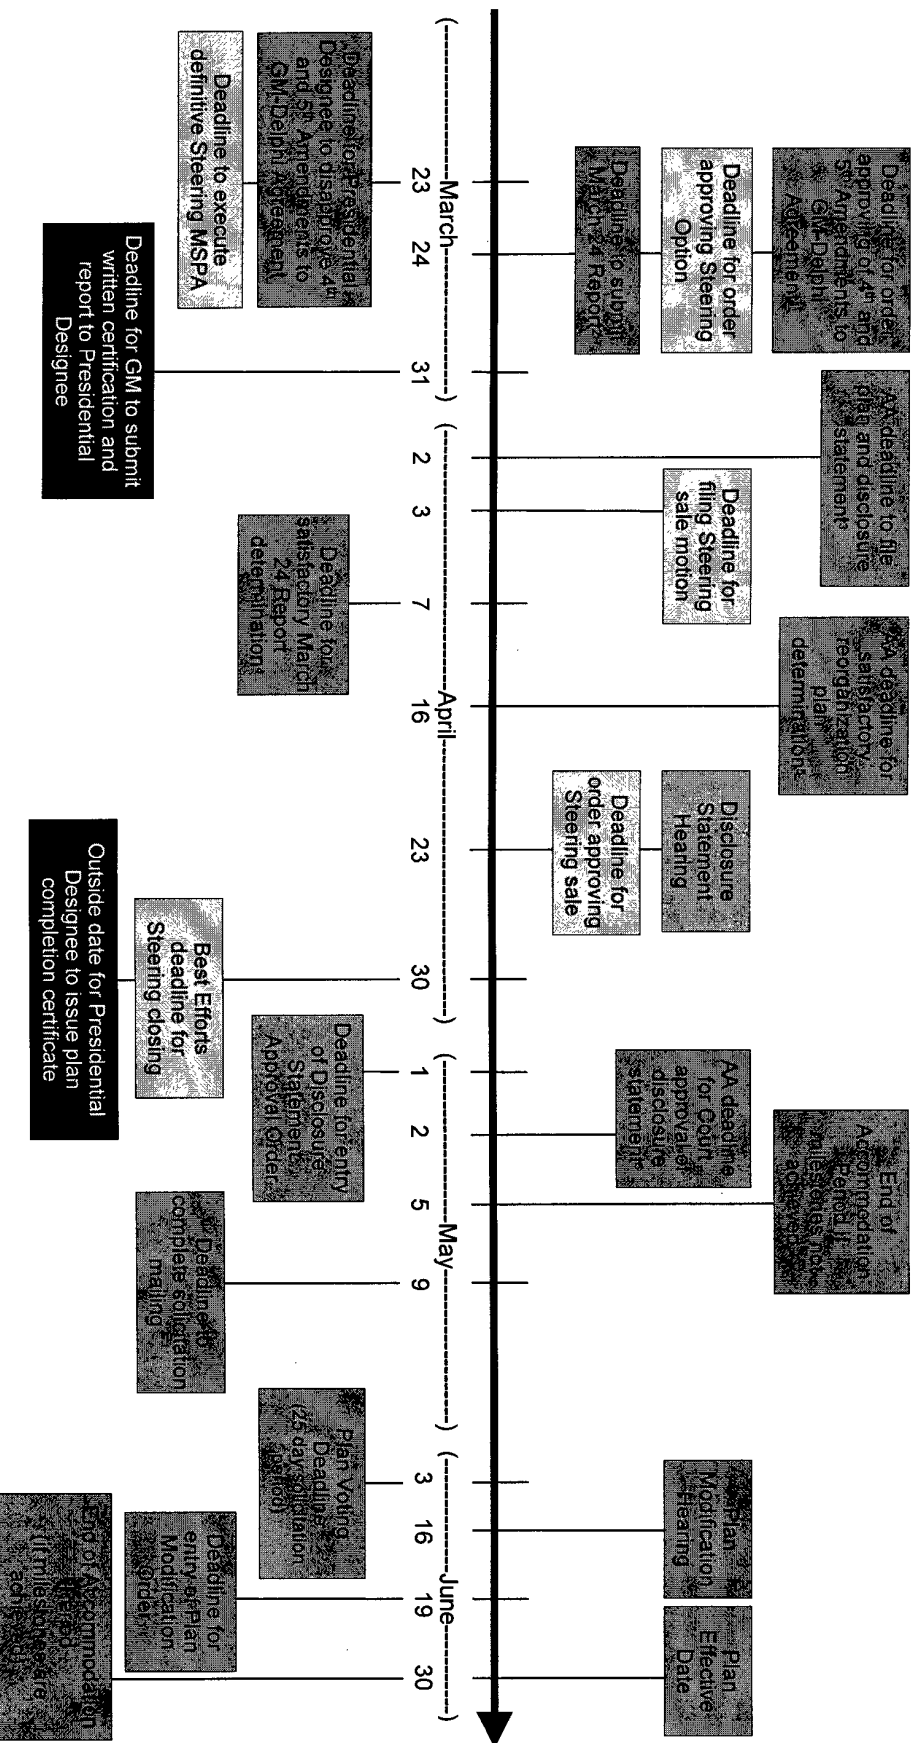 Deadline for order
approving of 4th and
5th Amendments to
GM-Delphi
Agreement
Deadline for order
approving Steering
Option
Deadline to submit
March 24 Report
AA deadline to file
plan and disclosure
statement
Deadline for
filing Steering
sale motion
AA deadline for
satisfactory
reorganization
plan
determination
Disclosure
Statement
Hearing
Deadline for
order approving
Steering sale
End of
Accommodation
Period if
milestones not
achieved
AA deadline
for Court
approval of
disclosure
statement
Plan
Modification
Hearing
Plan
Effective
Date
(-----March-----) (-----April-----) (-----May-----) (-----June-----)
23 24 31 2 3 7 16 23 30 1 2 5 9 3 16 19 30
Deadline for Presidential
Designee to disapprove 4th
and 5th Amendments to
GM-Delphi Agreement
Deadline to execute
definitive Steering MSPA
Deadline for GM to submit
written certification and
report to Presidential
Designee
Deadline for
satisfactory March
24 Report
determination
Best Efforts
deadline for
Steering closing
Outside date for Presidential
Designee to issue plan
completion certificate
Deadline for entry
of Disclosure
Statement
Approval Order
Deadline to
complete solicitation
mailing
Plan Voting
Deadline
(25 day solicitation
period)
Deadline for
entry of Plan
Modification
Order
End of Accommodation
Period
(if milestones are
achieved)